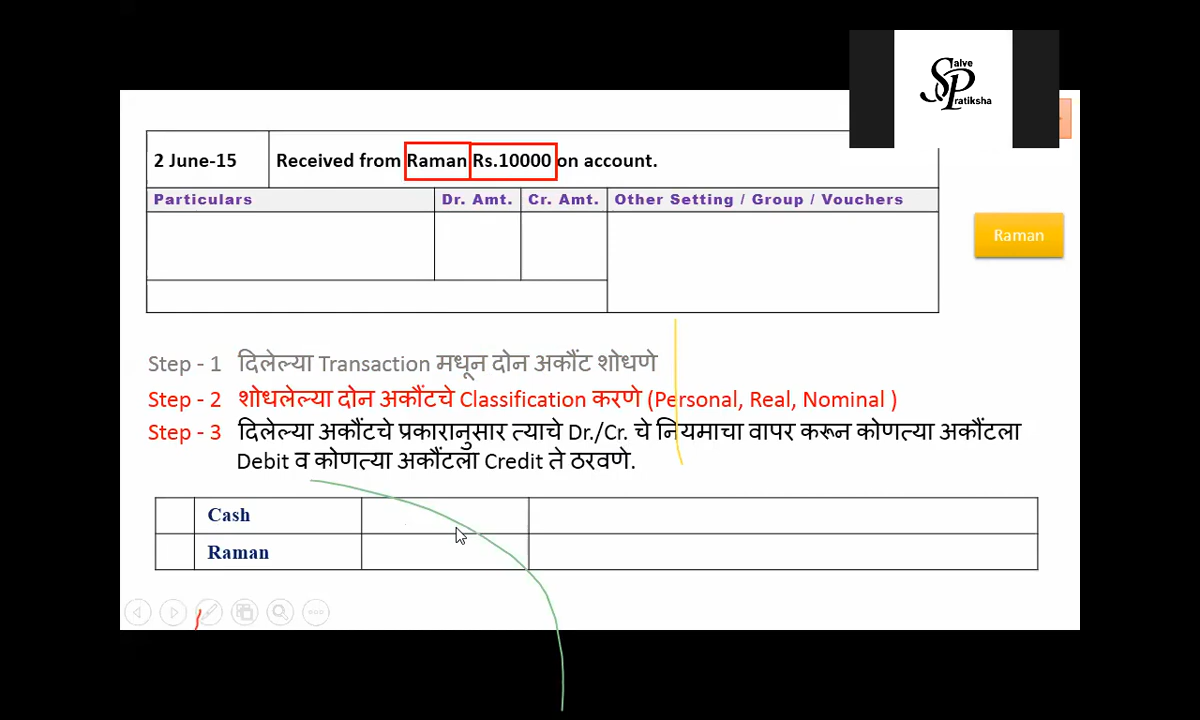 Salve
Pratiksha
2 June-15 Received from Raman Rs.10000 on account.
Particulars Dr. Amt. Cr. Amt. Other Setting / Group / Vouchers
Raman
Step - 1 दिलेल्या Transaction मधून दोन अकौंट शोधणे
Step - 2 शोधलेल्या दोन अकौंटचे Classification करणे (Personal, Real, Nominal )
Step - 3 दिलेल्या अकौंटचे प्रकारानुसार त्याचे Dr./Cr. चे नियमाचा वापर करून कोणत्या अकौंटला
Debit व कोणत्या अकौंटला Credit ते ठरवणे.
Cash
Raman